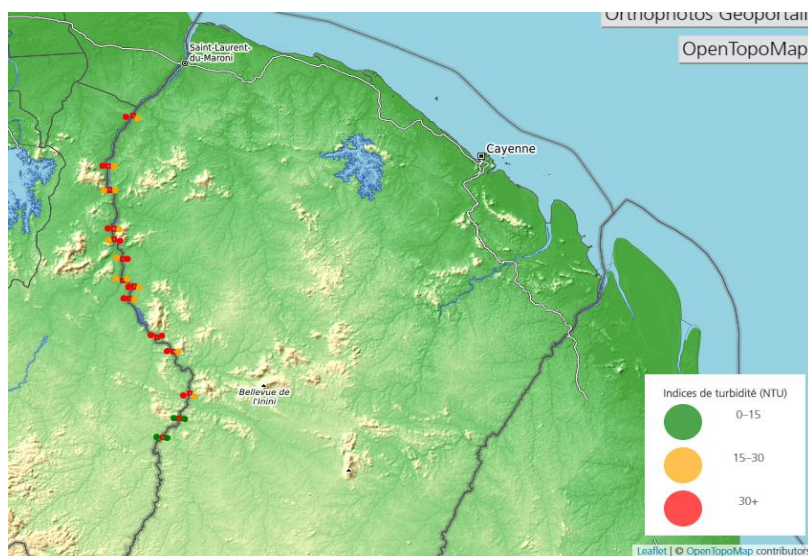 Orthophotos Géoportail
OpenTopoMap
Saint-Laurent-
du-Maroni
Cayenne
Bellevue de
l'Inini
Indices de turbidité (NTU)
0–15
15–30
30+
Leaflet | © OpenTopoMap contributors